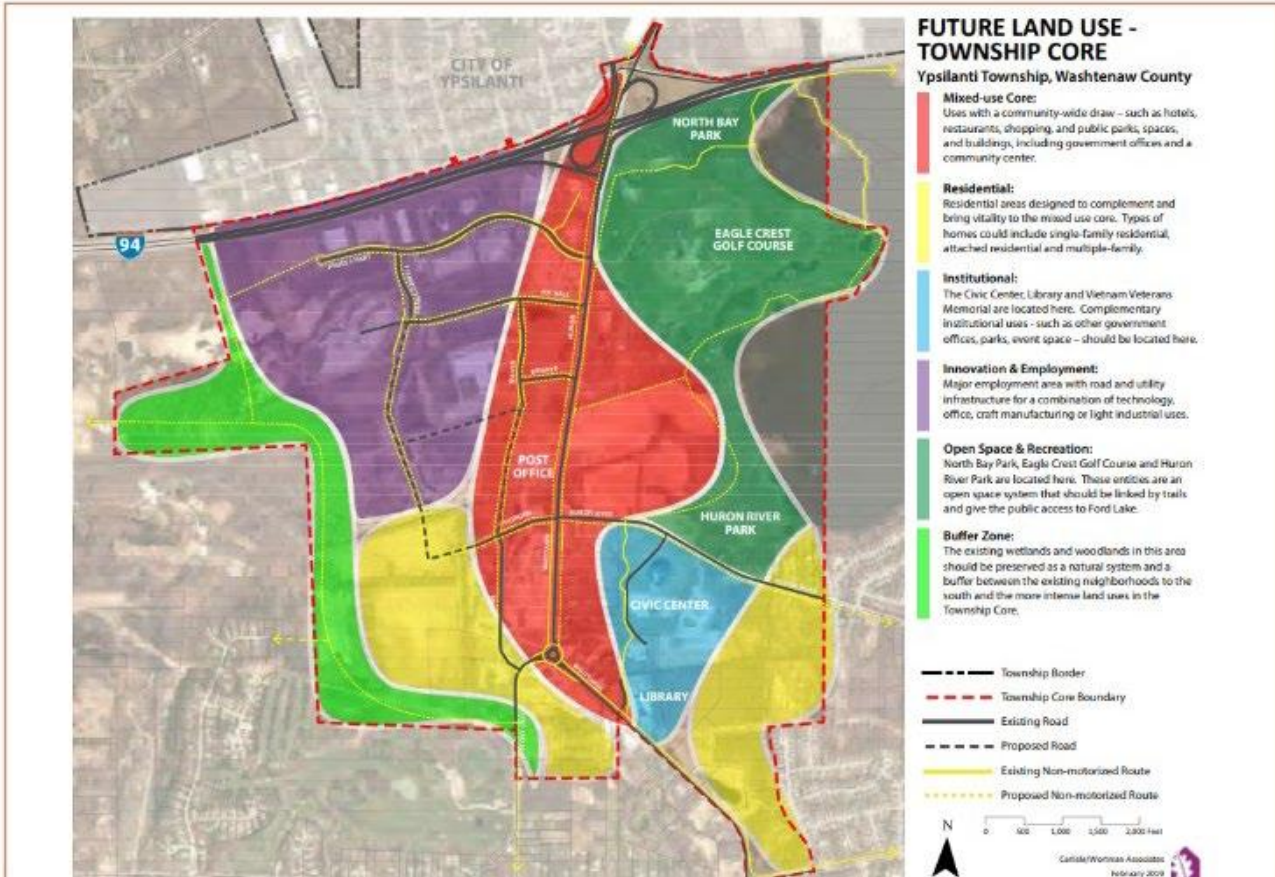 FUTURE LAND USE -
TOWNSHIP CORE
Ypsilanti Township, Washtenaw County
Mixed-use Core:
Uses with a community-wide draw – such as hotels,
restaurants, shopping, and public parks, spaces,
and buildings, including government offices and a
community center.
Residential:
Residential areas designed to complement and
bring vitality to the mixed use core. Types of
homes could include single-family residential,
attached residential and multiple-family.
Institutional:
The Civic Center, Library and Vietnam Veterans
Memorial are located here. Complementary
institutional uses - such as other government
offices, parks, event space – should be located here.
Innovation & Employment:
Major employment area with road and utility
infrastructure for a combination of technology,
office, craft manufacturing or light industrial uses.
Open Space & Recreation:
North Bay Park, Eagle Crest Golf Course and Huron
River Park are located here. These entities are an
open space system that should be linked by trails
and give the public access to Ford Lake.
Buffer Zone:
The existing wetlands and woodlands in this area
should be preserved as a natural system and a
buffer between the existing neighborhoods to the
south and the more intense land uses in the
Township Core.
Township Border
Township Core Boundary
Existing Road
Proposed Road
Existing Non-motorized Route
Proposed Non-motorized Route
N
0 500 1,000 1,500 2,000 Feet
Carlisle/Wortman Associates
February 2019
CITY OF
YPSILANTI
94
NORTH BAY
PARK
EAGLE CREST
GOLF COURSE
POST
OFFICE
HURON RIVER
PARK
CIVIC CENTER
LIBRARY
HURON RIVER